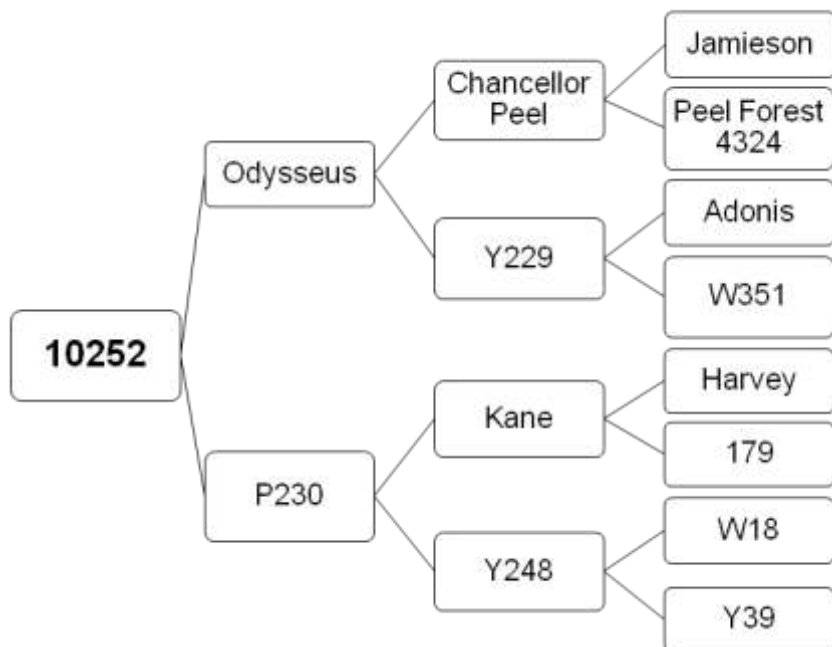 Jamieson
Chancellor
Peel
Peel Forest
4324
Odysseus
Adonis
Y229
W351
10252
Harvey
Kane
179
P230
W18
Y248
Y39